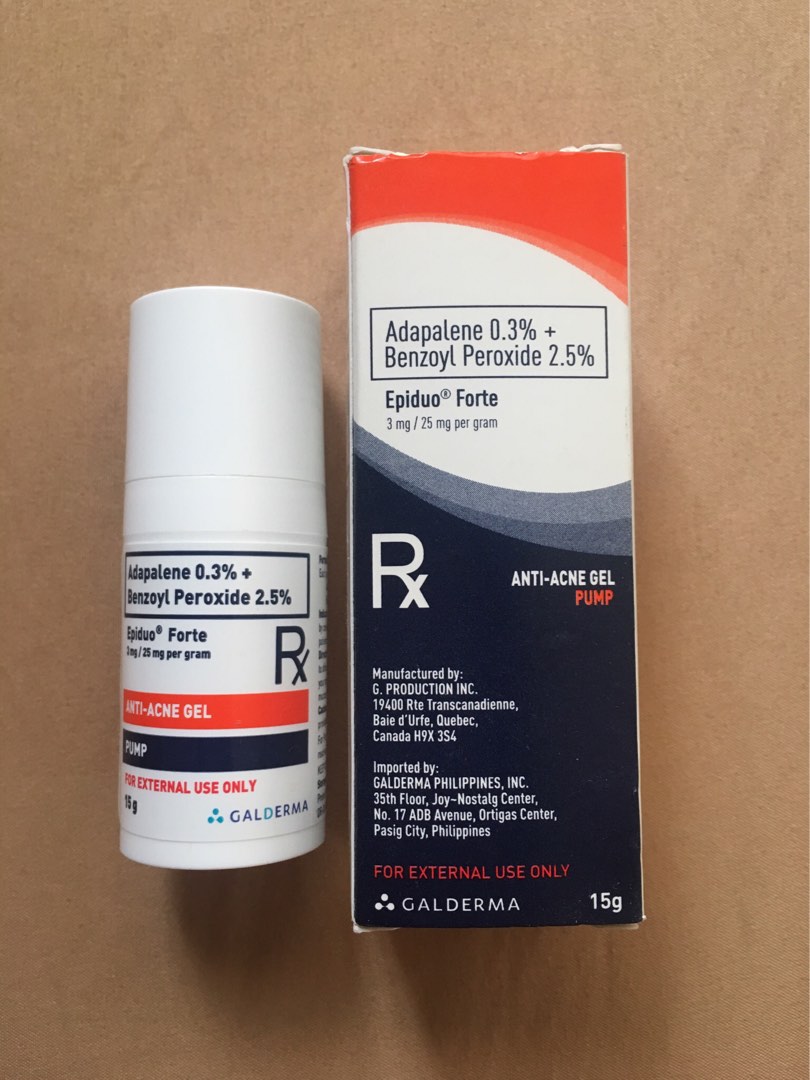 Adapalene 0.3% +
Benzoyl Peroxide 2.5%
Epiduo® Forte
3 mg / 25 mg per gram
Rx
ANTI-ACNE GEL
PUMP
FOR EXTERNAL USE ONLY
15g
GALDERMA
Adapalene 0.3% +
Benzoyl Peroxide 2.5%
Epiduo® Forte
3 mg / 25 mg per gram
Rx
ANTI-ACNE GEL
PUMP
Manufactured by:
G. PRODUCTION INC.
19400 Rte Transcanadienne,
Baie d'Urfe, Quebec,
Canada H9X 3S4
Imported by:
GALDERMA PHILIPPINES, INC.
35th Floor, Joy-Nostalg Center,
No. 17 ADB Avenue, Ortigas Center,
Pasig City, Philippines
FOR EXTERNAL USE ONLY
GALDERMA
15g